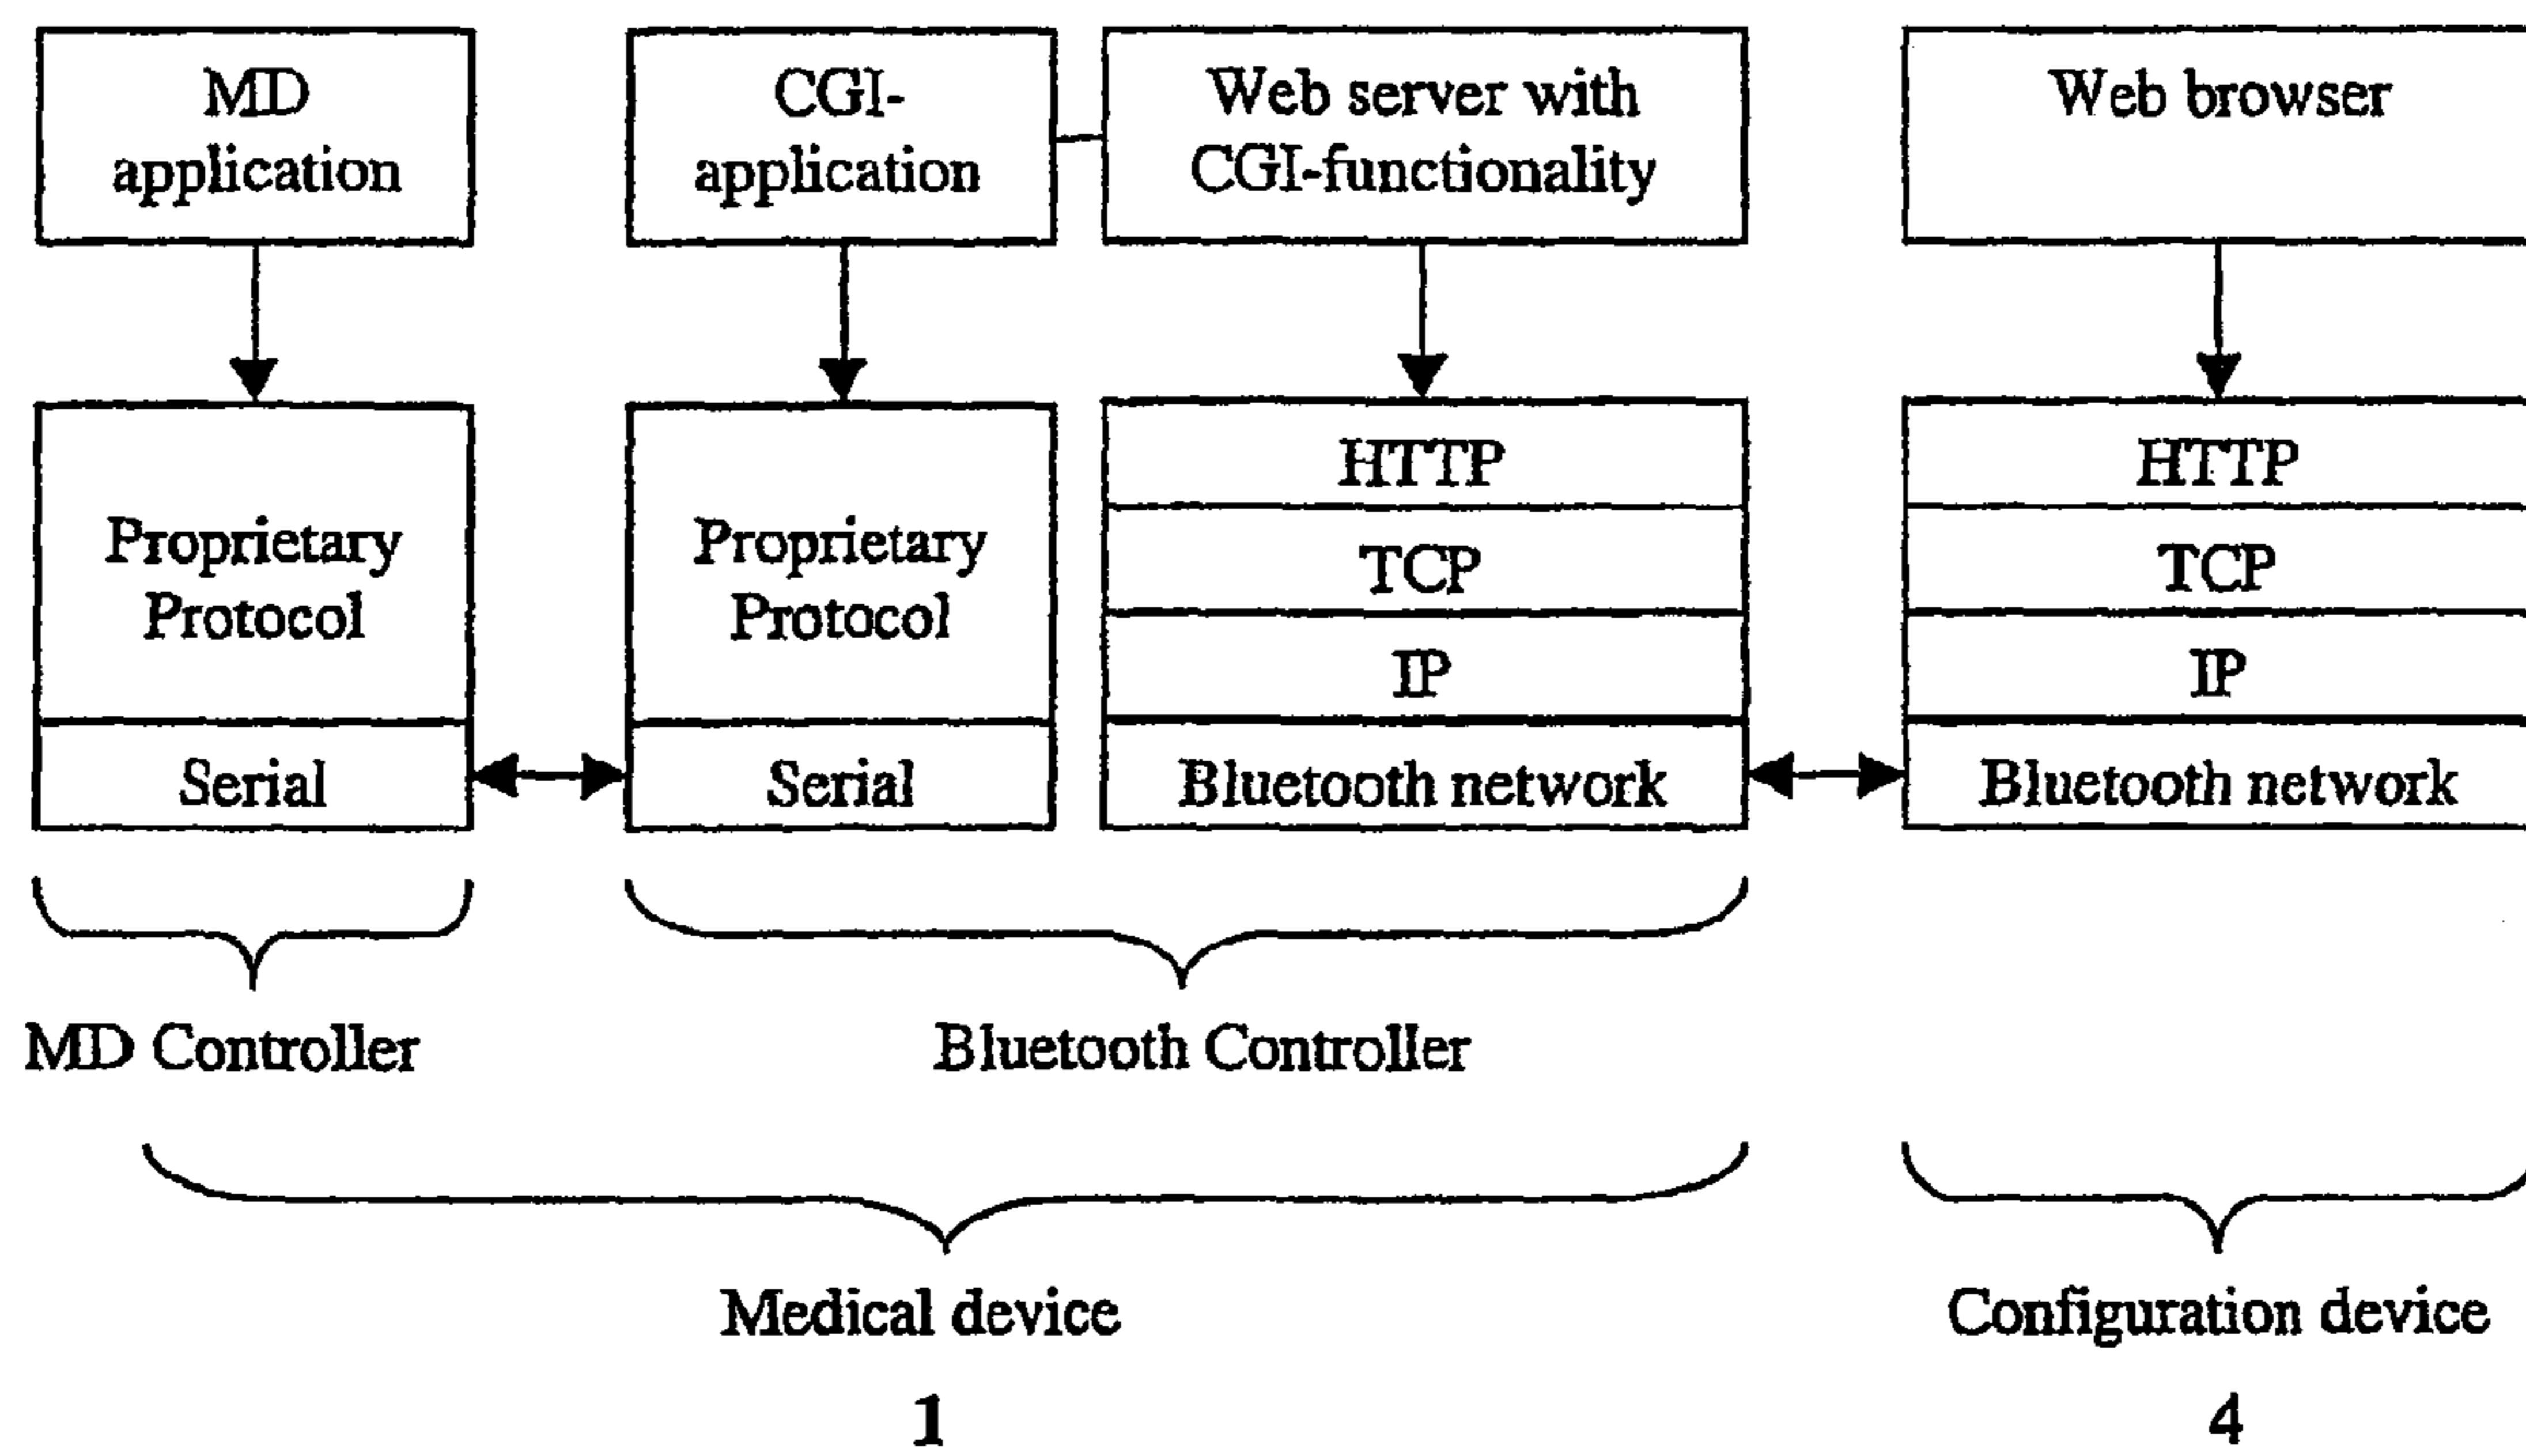 MD
application
CGI-
application
Web server with
CGI-functionality
Web browser
Proprietary
Protocol
Serial
Proprietary
Protocol
Serial
HTTP
TCP
IP
Bluetooth network
HTTP
TCP
IP
Bluetooth network
MD Controller
Bluetooth Controller
Medical device
1
Configuration device
4